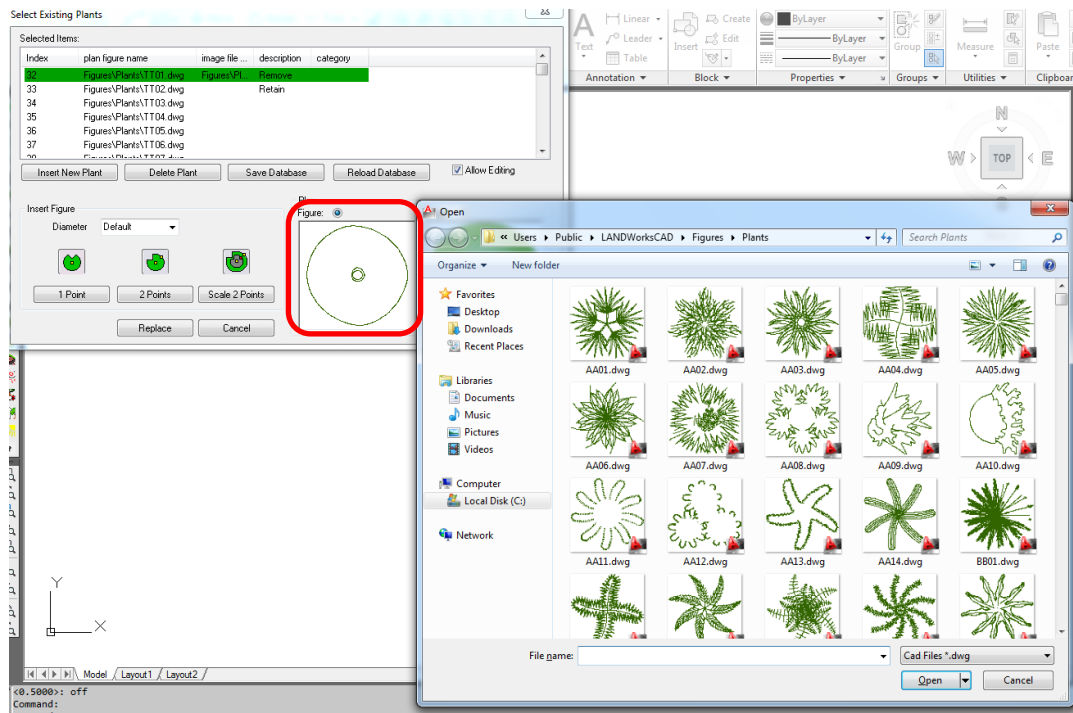 Select Existing Plants
Selected Items:
Index plan figure name image file ... description category
32 Figures\Plants\TT01.dwg Figures\Pl... Remove
33 Figures\Plants\TT02.dwg Retain
34 Figures\Plants\TT03.dwg
35 Figures\Plants\TT04.dwg
36 Figures\Plants\TT05.dwg
37 Figures\Plants\TT06.dwg
Insert New Plant Delete Plant Save Database Reload Database Allow Editing
Insert Figure
Diameter Default
1 Point 2 Points Scale 2 Points
Replace Cancel
Figure:
A Linear Create ByLayer
Text Leader Insert Edit ByLayer Group Measure Paste
Table ByLayer
Annotation Block Properties Groups Utilities Clipboar
N
W TOP E
Open
« Users Public LANDWorksCAD Figures Plants Search Plants
Organize New folder
Favorites
Desktop
Downloads
Recent Places
Libraries
Documents
Music
Pictures
Videos
Computer
Local Disk (C:)
Network
AA01.dwg AA02.dwg AA03.dwg AA04.dwg AA05.dwg
AA06.dwg AA07.dwg AA08.dwg AA09.dwg AA10.dwg
AA11.dwg AA12.dwg AA13.dwg AA14.dwg BB01.dwg
File name: Cad Files *.dwg
Open Cancel
Y
X
Model Layout1 Layout2
<0.5000>: off
Command: